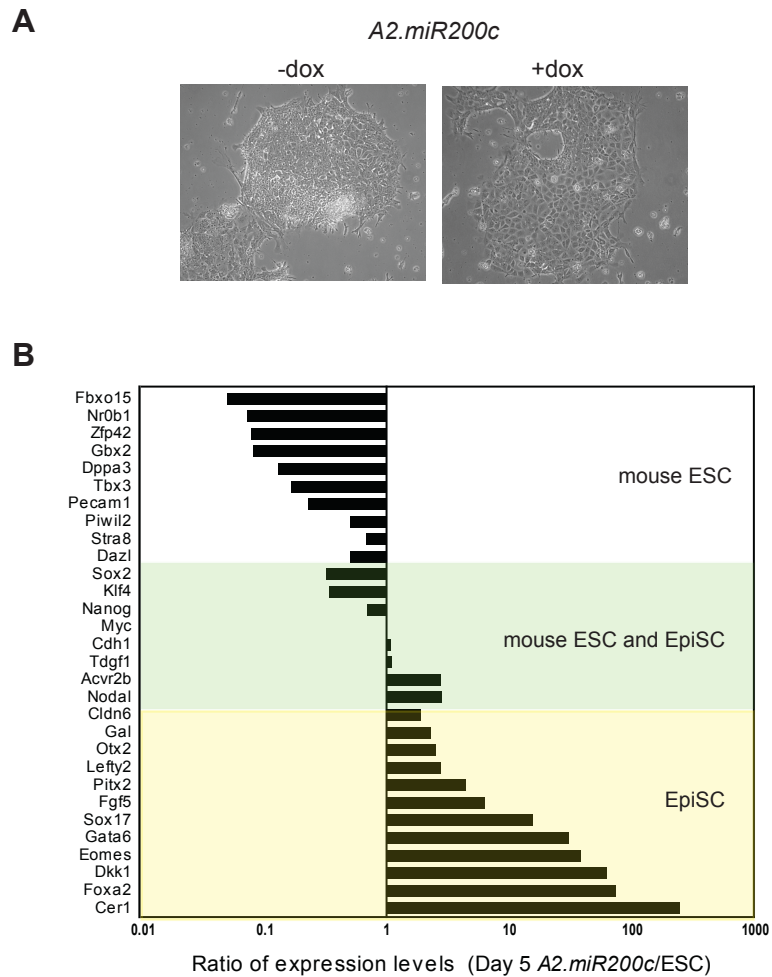 A
A2.miR200c
-dox
+dox
B
Fbxo15
Nr0b1
Zfp42
Gbx2
Dppa3
Tbx3
Pecam1
Piwil2
Stra8
Dazl
Sox2
Klf4
Nanog
Myc
Cdh1
Tdgf1
Acvr2b
Nodal
Cldn6
Gal
Otx2
Lefty2
Pitx2
Fgf5
Sox17
Gata6
Eomes
Dkk1
Foxa2
Cer1
mouse ESC
mouse ESC and EpiSC
EpiSC
0.01 0.1 1 10 100 1000
Ratio of expression levels (Day 5 A2.miR200c/ESC)